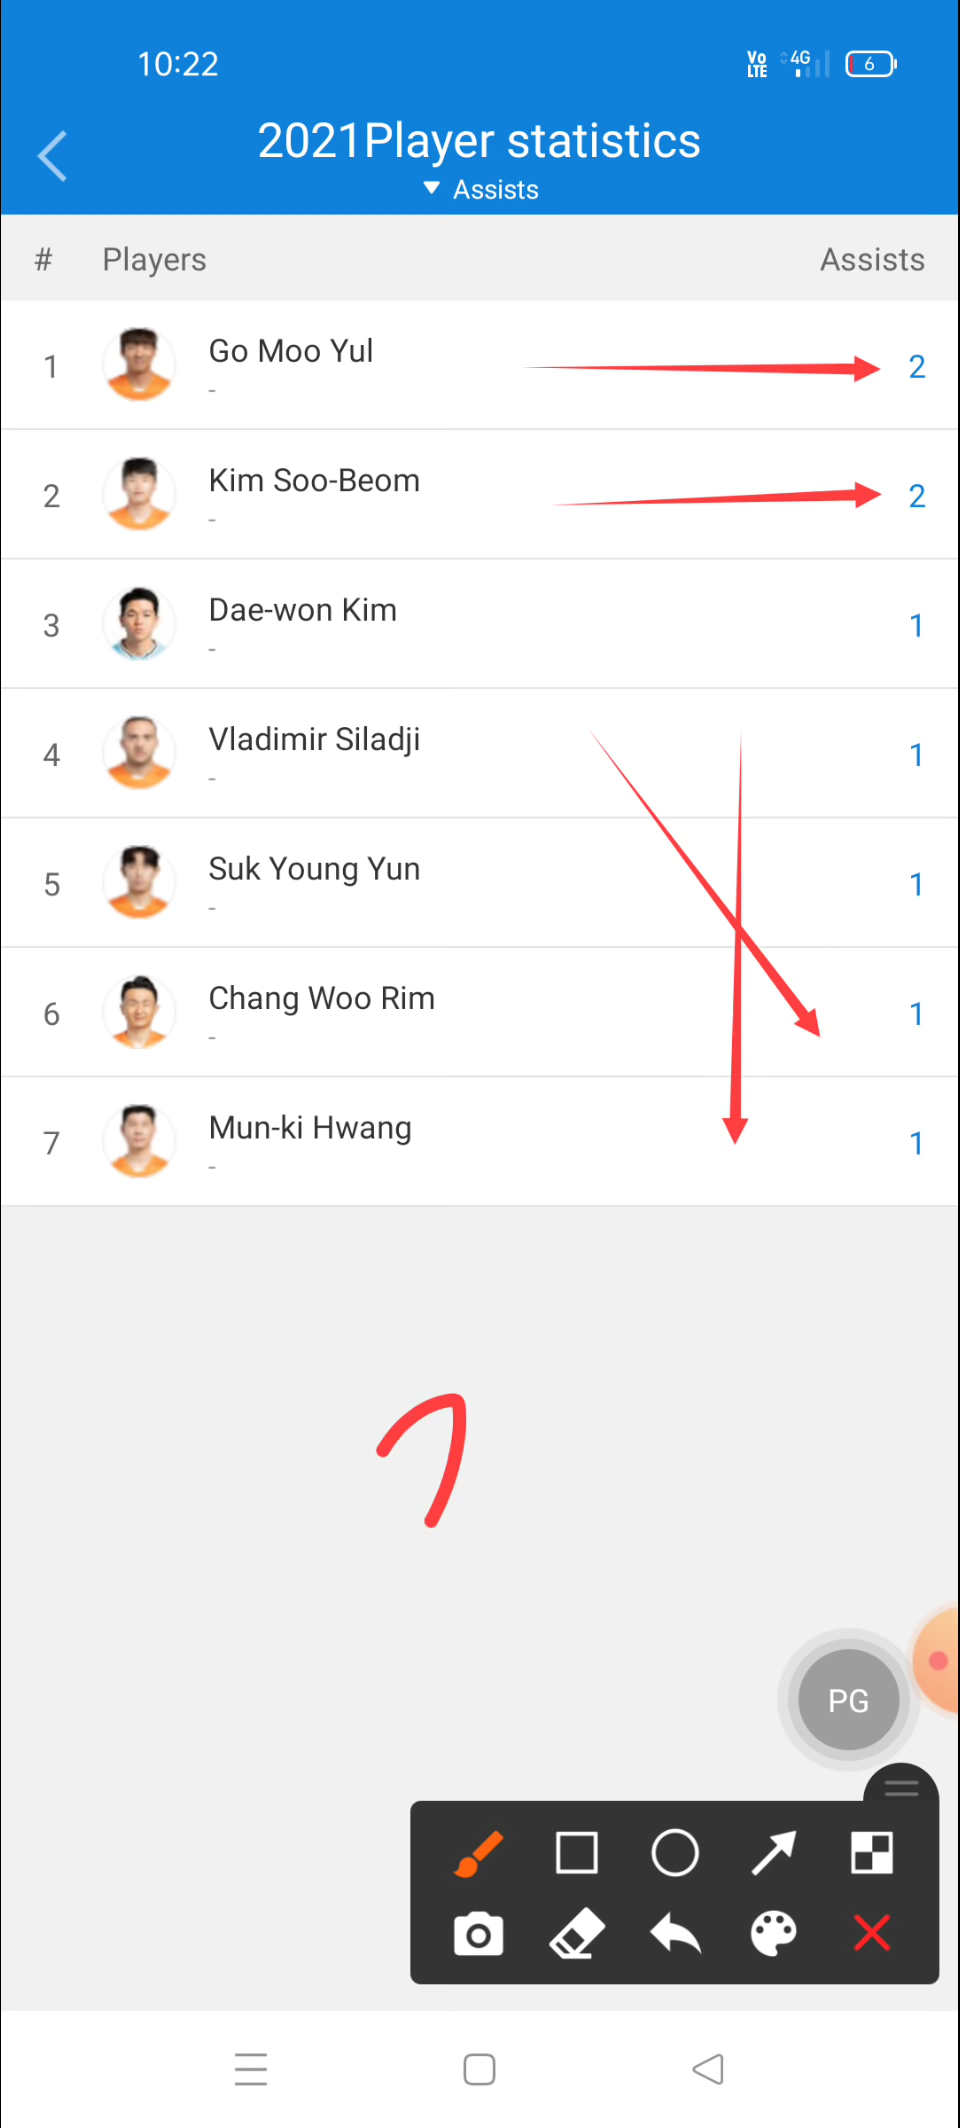 10:22 Vo LTE 4G 6
2021Player statistics
▼ Assists
# Players Assists
1 Go Moo Yul 2
-
2 Kim Soo-Beom 2
-
3 Dae-won Kim 1
-
4 Vladimir Siladji 1
-
5 Suk Young Yun 1
-
6 Chang Woo Rim 1
-
7 Mun-ki Hwang 1
-
7
PG